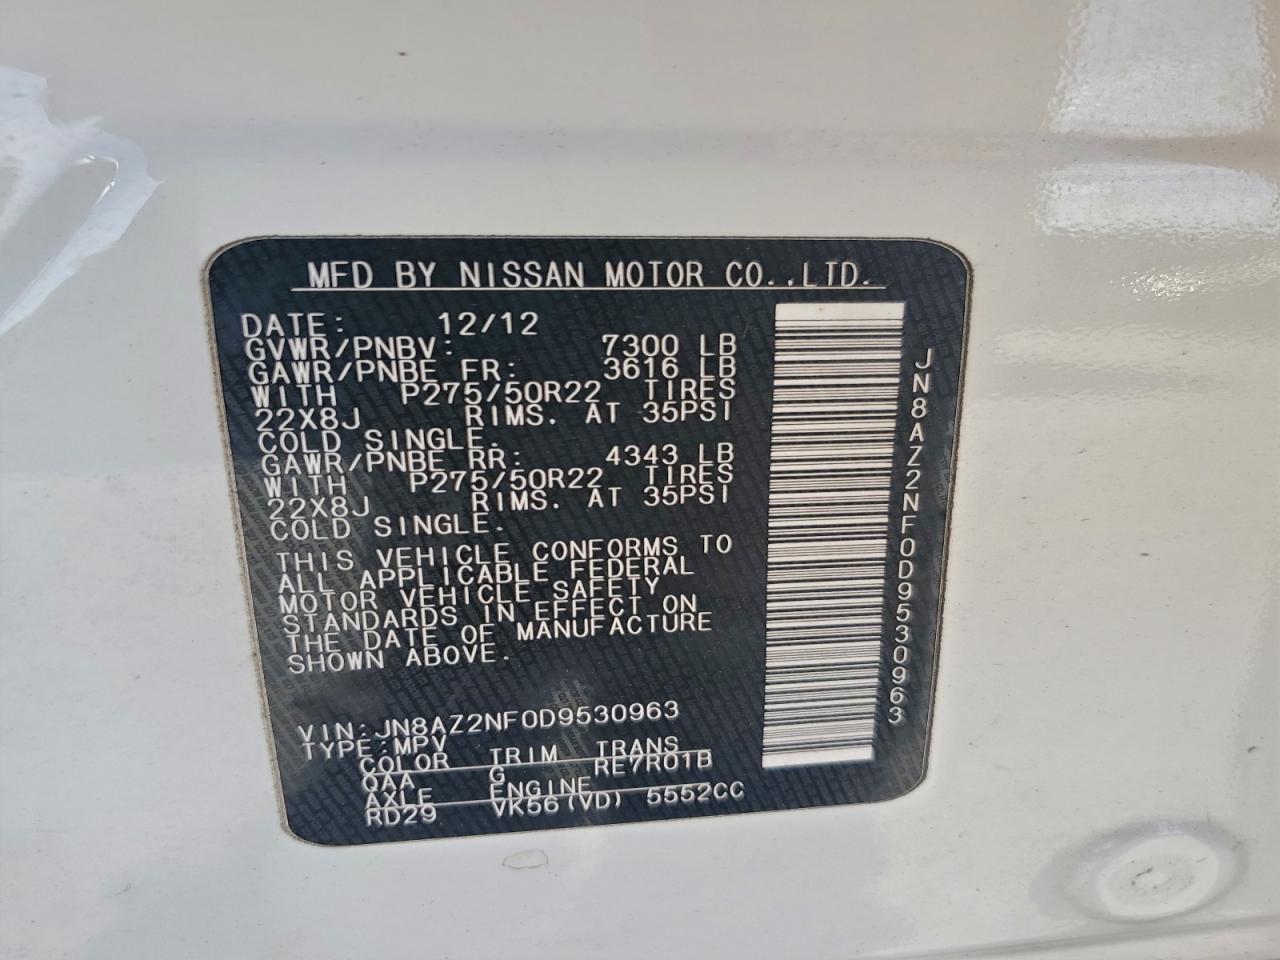 MFD BY NISSAN MOTOR CO.,LTD.
DATE: 12/12
GVWR/PNBV: 7300 LB
GAWR/PNBE FR: 3616 LB
WITH P275/50R22 TIRES
22X8J RIMS. AT 35PSI
COLD SINGLE.
GAWR/PNBE RR: 4343 LB
WITH P275/50R22 TIRES
22X8J RIMS. AT 35PSI
COLD SINGLE.
THIS VEHICLE CONFORMS TO
ALL APPLICABLE FEDERAL
MOTOR VEHICLE SAFETY
STANDARDS IN EFFECT ON
THE DATE OF MANUFACTURE
SHOWN ABOVE.
VIN:JN8AZ2NF0D9530963
TYPE:MPV
COLOR TRIM TRANS
QAA G RE7R01B
AXLE ENGINE
RD29 VK56(VD) 5552CC
JN8AZ2NF0D9530963